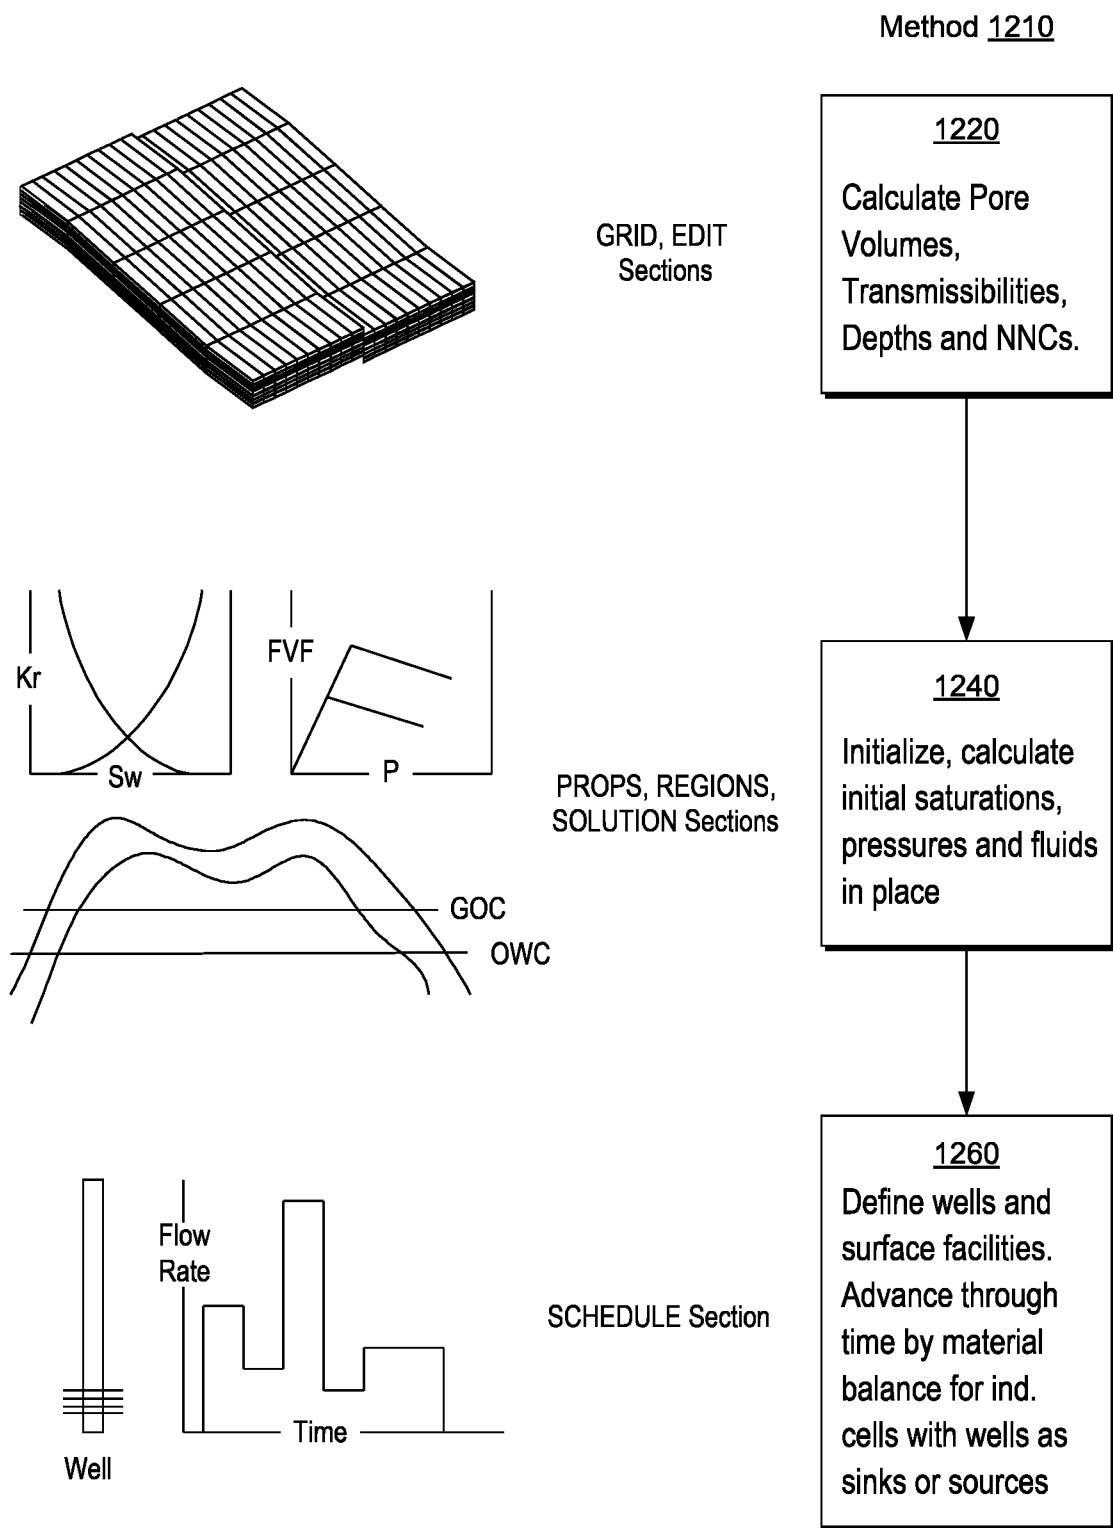 Method 1210
1220
Calculate Pore
Volumes,
Transmissibilities,
Depths and NNCs.
GRID, EDIT
Sections
Kr
Sw
FVF
P
GOC
OWC
PROPS, REGIONS,
SOLUTION Sections
1240
Initialize, calculate
initial saturations,
pressures and fluids
in place
Well
Flow
Rate
Time
SCHEDULE Section
1260
Define wells and
surface facilities.
Advance through
time by material
balance for ind.
cells with wells as
sinks or sources